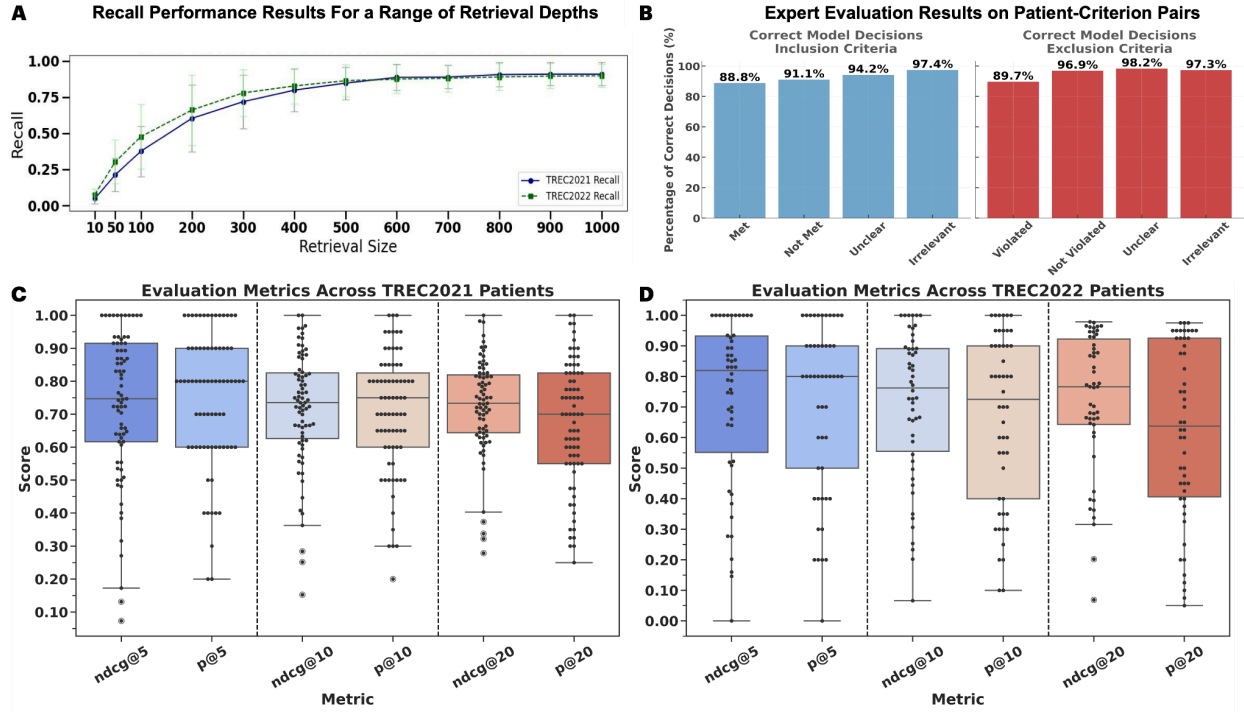 A
Recall Performance Results For a Range of Retrieval Depths
Recall
1.00
0.75
0.50
0.25
0.00
TREC2021 Recall
TREC2022 Recall
10 50 100 200 300 400 500 600 700 800 900 1000
Retrieval Size
B
Expert Evaluation Results on Patient-Criterion Pairs
Percentage of Correct Decisions (%)
Correct Model Decisions
Inclusion Criteria
100
80
60
40
20
0
88.8% 91.1% 94.2% 97.4%
Met Not Met Unclear Irrelevant
Correct Model Decisions
Exclusion Criteria
89.7% 96.9% 98.2% 97.3%
Violated Not Violated Unclear Irrelevant
C
Evaluation Metrics Across TREC2021 Patients
Score
1.00
0.90
0.80
0.70
0.60
0.50
0.40
0.30
0.20
0.10
ndcg@5 p@5 ndcg@10 p@10 ndcg@20 p@20
Metric
D
Evaluation Metrics Across TREC2022 Patients
Score
1.00
0.90
0.80
0.70
0.60
0.50
0.40
0.30
0.20
0.10
0.00
ndcg@5 p@5 ndcg@10 p@10 ndcg@20 p@20
Metric